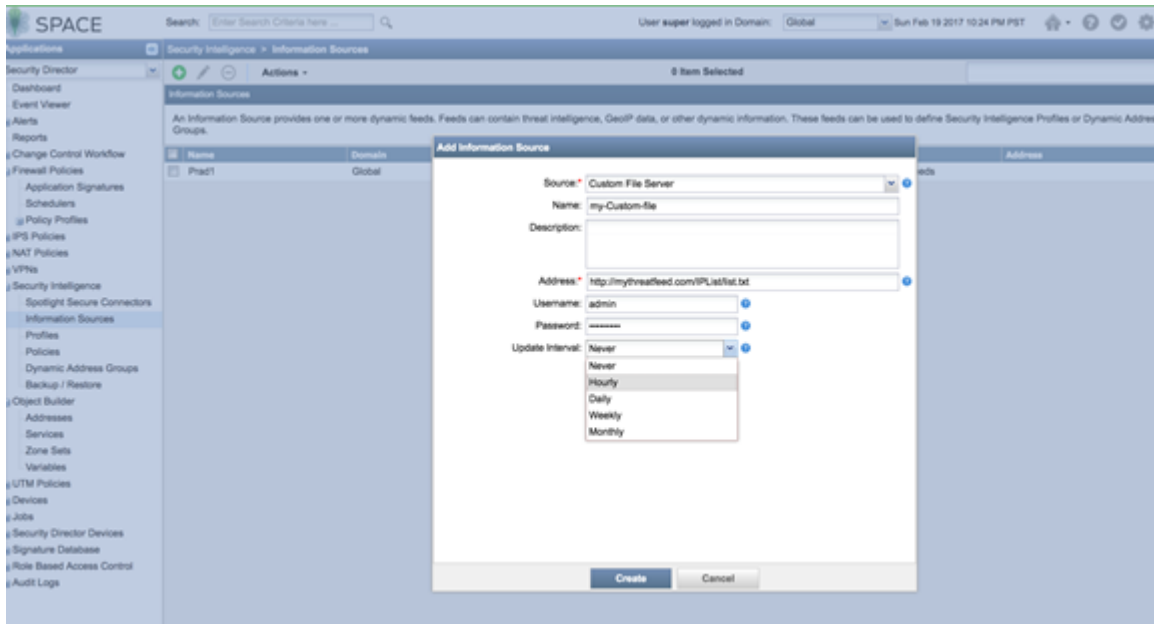 SPACE
Search: Enter Search Criteria here ...
User super logged in Domain: Global
Sun Feb 19 2017 10:24 PM PST
Applications
Security Director
Dashboard
Event Viewer
Alerts
Reports
Change Control Workflow
Firewall Policies
Application Signatures
Schedulers
Policy Profiles
IPS Policies
NAT Policies
VPNs
Security Intelligence
Spotlight Secure Connectors
Information Sources
Profiles
Policies
Dynamic Address Groups
Backup / Restore
Object Builder
Addresses
Services
Zone Sets
Variables
UTM Policies
Devices
Jobs
Security Director Devices
Signature Database
Role Based Access Control
Audit Logs
Security Intelligence > Information Sources
Actions
0 Item Selected
Information Sources
An Information Source provides one or more dynamic feeds. Feeds can contain threat intelligence, GeoIP data, or other dynamic information. These feeds can be used to define Security Intelligence Profiles or Dynamic Addres
Groups.
Name Domain Address
Prad1 Global eds
Add Information Source
Source:* Custom File Server
Name: my-Custom-file
Description:
Address:* http://mythreatfeed.com/IPList/list.txt
Username: admin
Password: ---------
Update Interval: Never
Never
Hourly
Daily
Weekly
Monthly
Create Cancel